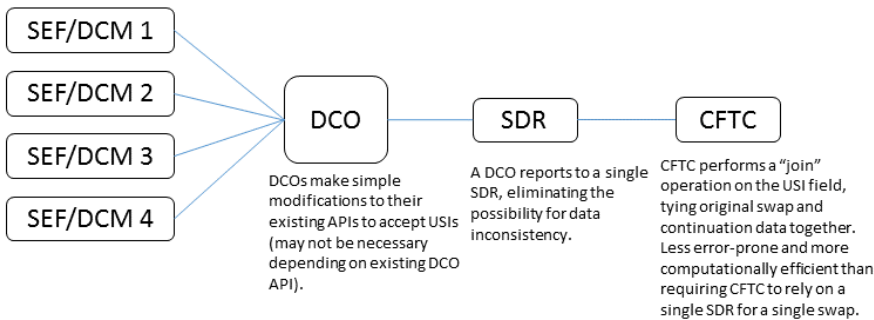 SEF/DCM 1
SEF/DCM 2
SEF/DCM 3
SEF/DCM 4
DCO
DCOs make simple
modifications to their
existing APIs to accept USIs
(may not be necessary
depending on existing DCO
API).
SDR
A DCO reports to a single
SDR, eliminating the
possibility for data
inconsistency.
CFTC
CFTC performs a “join”
operation on the USI field,
tying original swap and
continuation data together.
Less error-prone and more
computationally efficient than
requiring CFTC to rely on a
single SDR for a single swap.